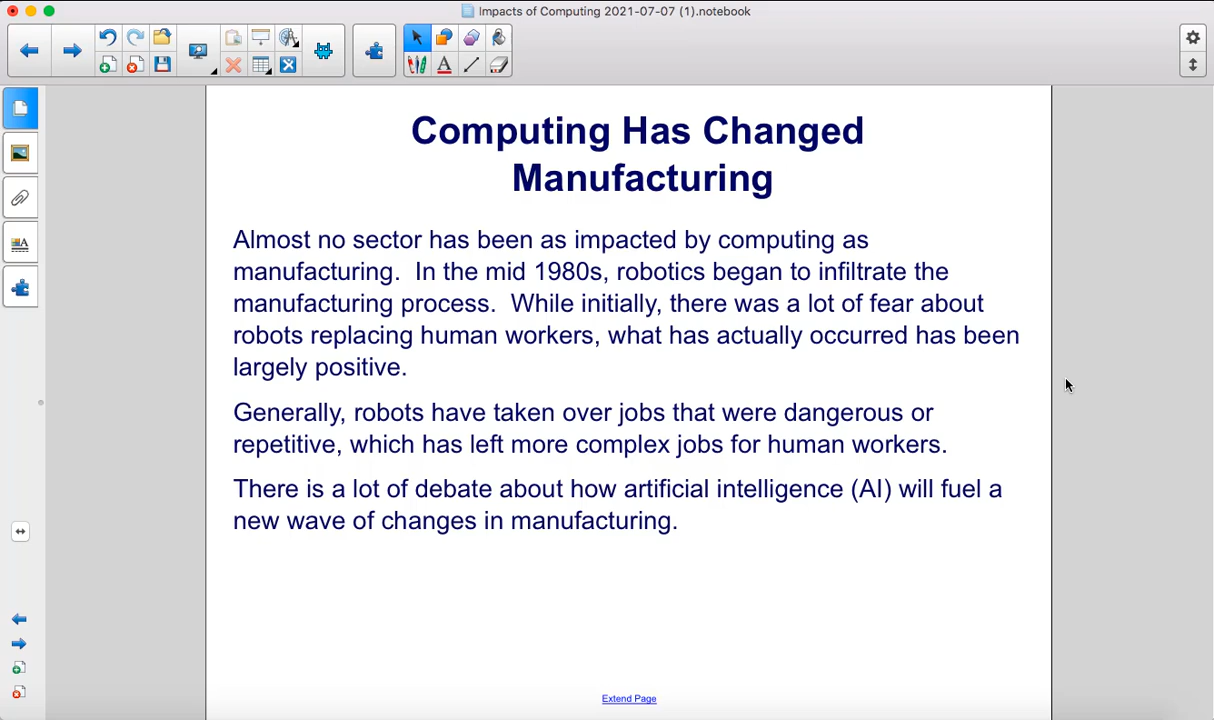 Impacts of Computing 2021-07-07 (1).notebook
Computing Has Changed
Manufacturing
Almost no sector has been as impacted by computing as
manufacturing.  In the mid 1980s, robotics began to infiltrate the
manufacturing process.  While initially, there was a lot of fear about
robots replacing human workers, what has actually occurred has been
largely positive.
Generally, robots have taken over jobs that were dangerous or
repetitive, which has left more complex jobs for human workers.
There is a lot of debate about how artificial intelligence (AI) will fuel a
new wave of changes in manufacturing.
Extend Page